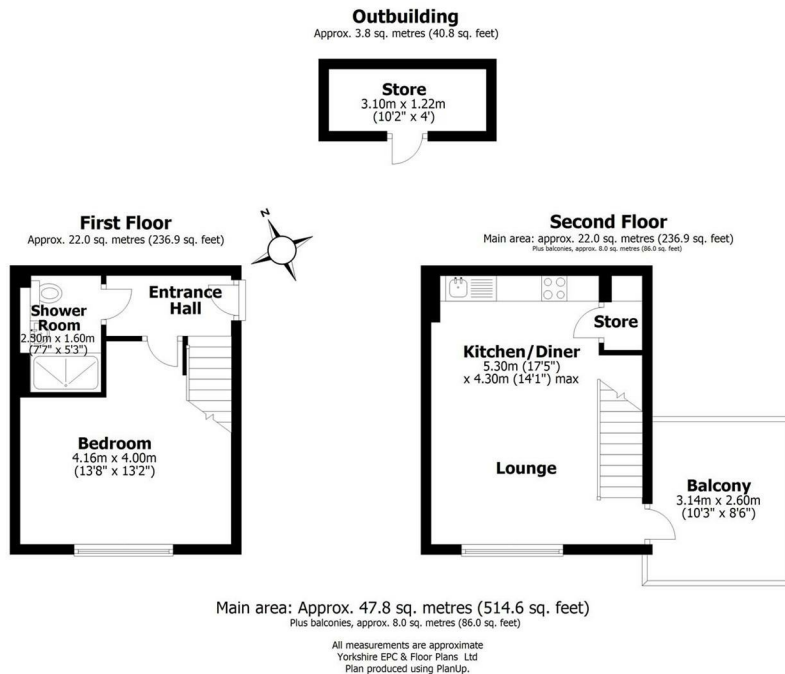 Outbuilding
Approx. 3.8 sq. metres (40.8 sq. feet)
Store
3.10m x 1.22m
(10'2" x 4')
First Floor
Approx. 22.0 sq. metres (236.9 sq. feet)
N
Second Floor
Main area: approx. 22.0 sq. metres (236.9 sq. feet)
Plus balconies, approx. 8.0 sq. metres (86.0 sq. feet)
Shower
Room
2.30m x 1.60m
(7'7" x 5'3")
Entrance
Hall
Bedroom
4.16m x 4.00m
(13'8" x 13'2")
Store
Kitchen/Diner
5.30m (17'5")
x 4.30m (14'1") max
Lounge
Balcony
3.14m x 2.60m
(10'3" x 8'6")
Main area: Approx. 47.8 sq. metres (514.6 sq. feet)
Plus balconies, approx. 8.0 sq. metres (86.0 sq. feet)
All measurements are approximate
Yorkshire EPC & Floor Plans Ltd
Plan produced using PlanUp.